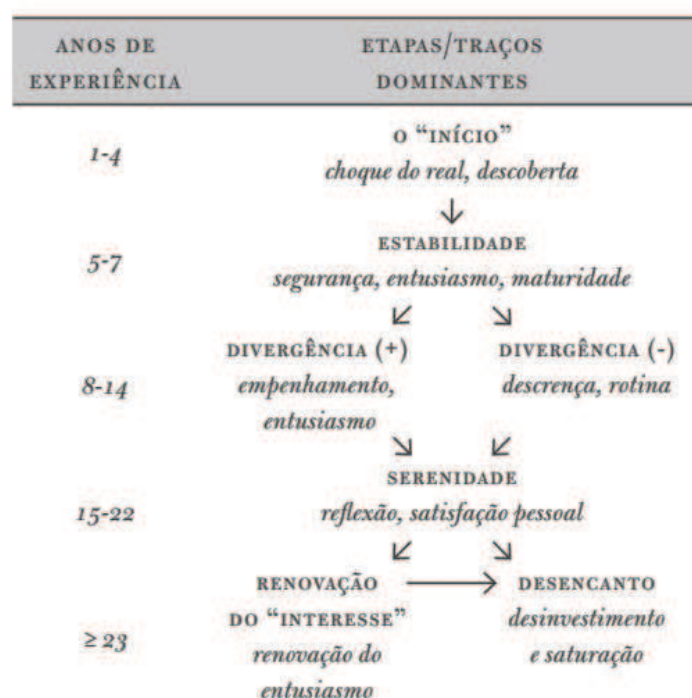 ANOS DE EXPERIÊNCIA
ETAPAS/TRAÇOS DOMINANTES
1-4
O “INÍCIO”
choque do real, descoberta
5-7
ESTABILIDADE
segurança, entusiasmo, maturidade
8-14
DIVERGÊNCIA (+)
empenhamento,
entusiasmo
DIVERGÊNCIA (-)
descrença, rotina
15-22
SERENIDADE
reflexão, satisfação pessoal
≥ 23
RENOVAÇÃO
DO “INTERESSE”
renovação do
entusiasmo
DESENCANTO
desinvestimento
e saturação